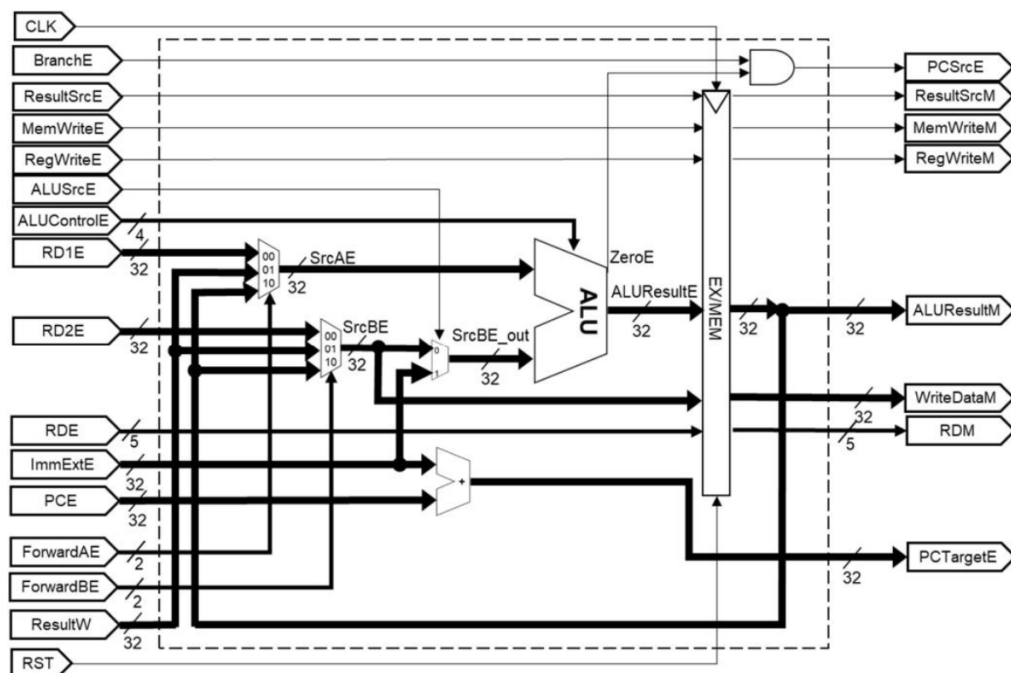 CLK
BranchE
ResultSrcE
MemWriteE
RegWriteE
ALUSrcE
ALUControlE
4
RD1E
32
RD2E
32
RDE
5
ImmExtE
32
PCE
32
ForwardAE
2
ForwardBE
2
ResultW
32
RST
00
01
10
SrcAE
32
00
01
10
SrcBE
32
0
1
SrcBE_out
32
+
ALU
ZeroE
ALUResultE
32
EX/MEM
32
32
32
5
32
PCSrcE
ResultSrcM
MemWriteM
RegWriteM
ALUResultM
WriteDataM
RDM
PCTargetE